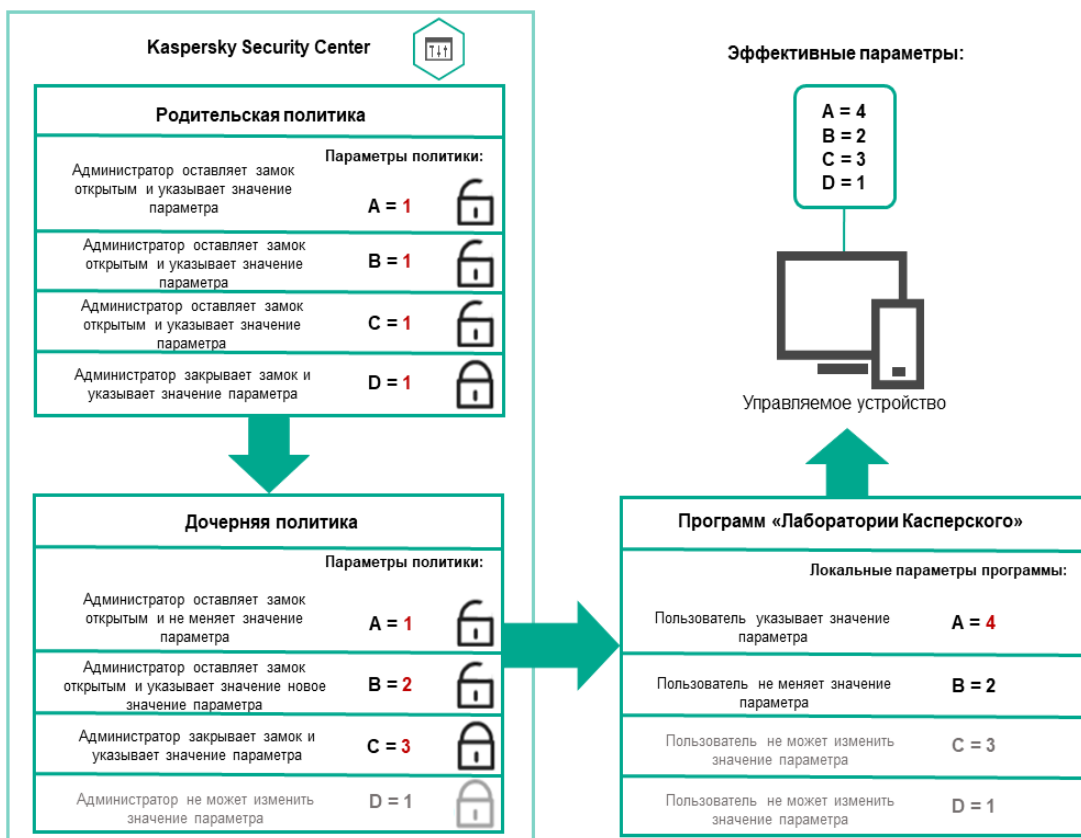 Kaspersky Security Center
Родительская политика
Параметры политики:
Администратор оставляет замок
открытым и указывает значение
параметра
A = 1
Администратор оставляет замок
открытым и указывает значение
параметра
B = 1
Администратор оставляет замок
открытым и указывает значение
параметра
C = 1
Администратор закрывает замок и
указывает значение параметра
D = 1
Дочерняя политика
Параметры политики:
Администратор оставляет замок
открытым и не меняет значение
параметра
A = 1
Администратор оставляет замок
открытым и указывает значение новое
значение параметра
B = 2
Администратор закрывает замок и
указывает значение параметра
C = 3
Администратор не может изменить
значение параметра
D = 1
Эффективные параметры:
A = 4
B = 2
C = 3
D = 1
Управляемое устройство
Программ «Лаборатории Касперского»
Локальные параметры программы:
Пользователь указывает значение
параметра
A = 4
Пользователь не меняет значение
параметра
B = 2
Пользователь не может изменить
значение параметра
C = 3
Пользователь не может изменить
значение параметра
D = 1